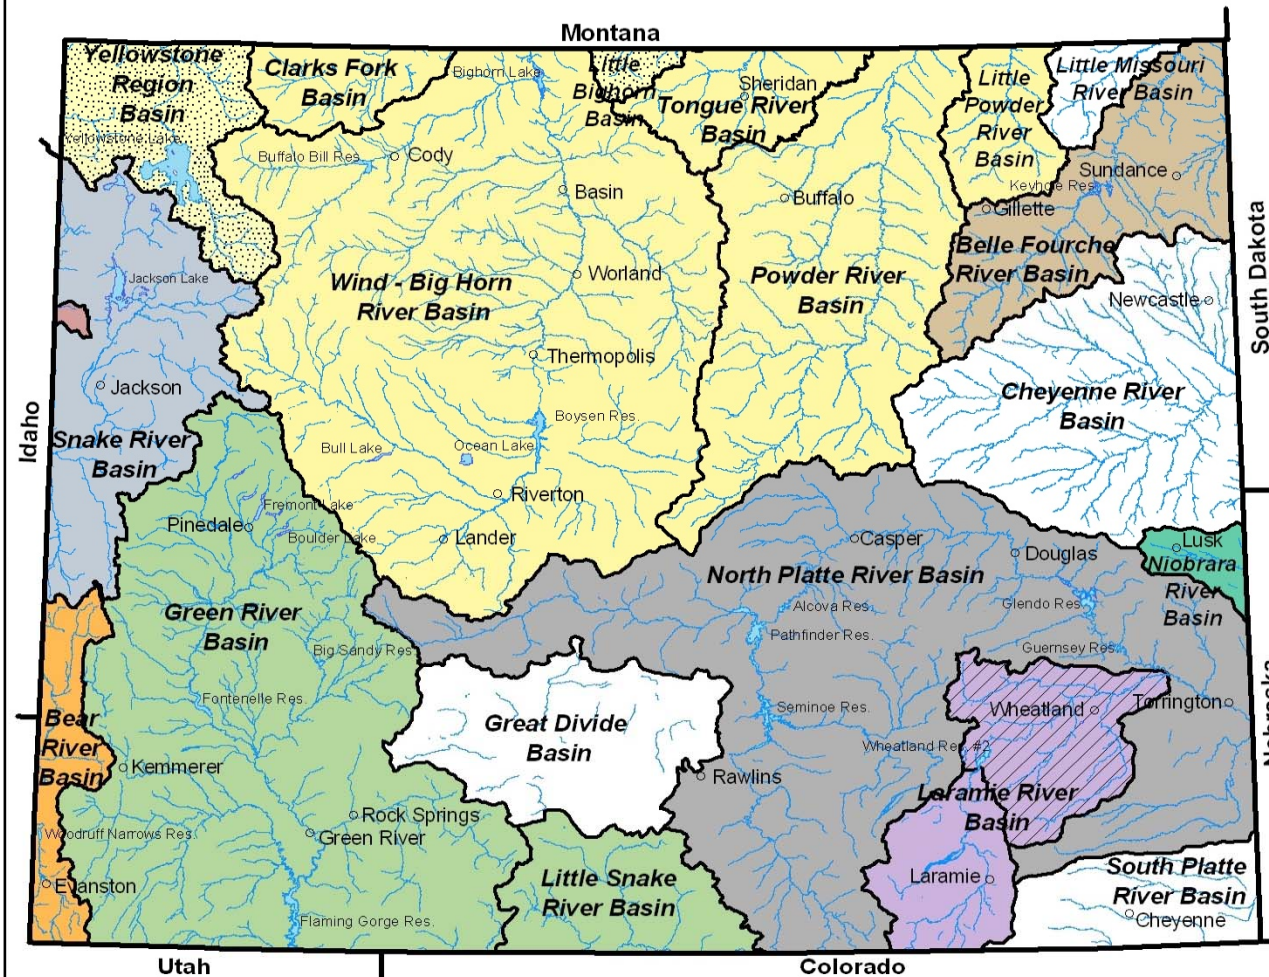 Montana
Yellowstone
Region
Basin
Clarks Fork
Basin
Bighorn Lake
Little
Bighorn
Basin
Sheridan
Tongue River
Basin
Little
Powder
River
Basin
Little Missouri
River Basin
Yellowstone Lake
Buffalo Bill Res.
Cody
Basin
Buffalo
Sundance
Keyhole Res.
Gillette
Belle Fourche
River Basin
South Dakota
Jackson Lake
Wind - Big Horn
River Basin
Worland
Powder River
Basin
Newcastle
Thermopolis
Jackson
Cheyenne River
Basin
Idaho
Snake River
Basin
Boysen Res.
Bull Lake
Ocean Lake
Riverton
Fremont Lake
Pinedale
Boulder Lake
Lander
Casper
Douglas
Lusk
Niobrara
River
Basin
North Platte River Basin
Green River
Basin
Alcova Res.
Glendo Res.
Pathfinder Res.
Big Sandy Res.
Guernsey Res.
Fontenelle Res.
Seminoe Res.
Wheatland
Torrington
Nebraska
Bear
River
Basin
Great Divide
Basin
Wheatland Res. #2
Kemmerer
Rawlins
Laramie River
Basin
Rock Springs
Green River
Woodruff Narrows Res.
Evanston
Little Snake
River Basin
Laramie
South Platte
River Basin
Cheyenne
Flaming Gorge Res.
Utah
Colorado